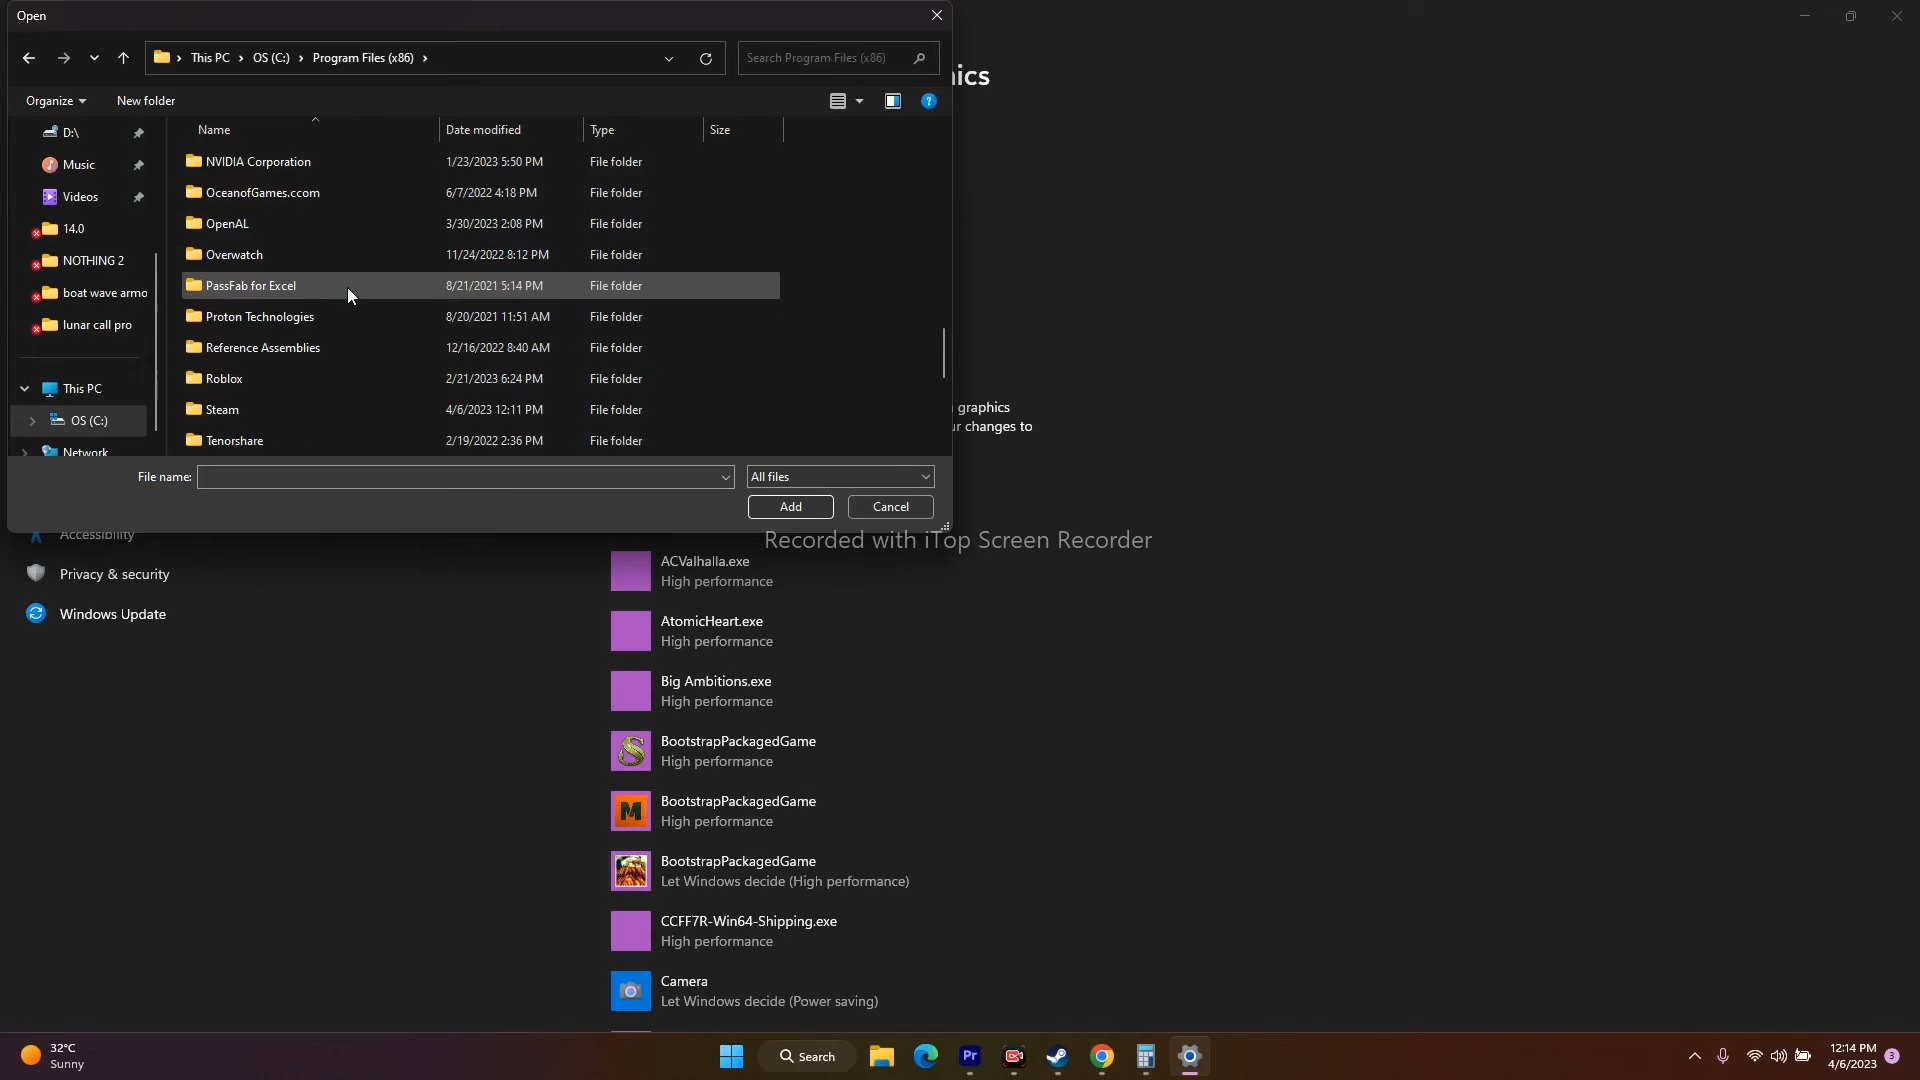 Open
This PC > OS (C:) > Program Files (x86) >
Search Program Files (x86)
Organize
New folder
Name
Date modified
Type
Size
D:\
Music
Videos
14.0
NOTHING 2
boat wave armo
lunar call pro
This PC
OS (C:)
Network
NVIDIA Corporation 1/23/2023 5:50 PM File folder
OceanofGames.ccom 6/7/2022 4:18 PM File folder
OpenAL 3/30/2023 2:08 PM File folder
Overwatch 11/24/2022 8:12 PM File folder
PassFab for Excel 8/21/2021 5:14 PM File folder
Proton Technologies 8/20/2021 11:51 AM File folder
Reference Assemblies 12/16/2022 8:40 AM File folder
Roblox 2/21/2023 6:24 PM File folder
Steam 4/6/2023 12:11 PM File folder
Tenorshare 2/19/2022 2:36 PM File folder
File name:
All files
Add
Cancel
ics
graphics
ur changes to
Accessibility
Privacy & security
Windows Update
Recorded with iTop Screen Recorder
ACValhalla.exe
High performance
AtomicHeart.exe
High performance
Big Ambitions.exe
High performance
BootstrapPackagedGame
High performance
BootstrapPackagedGame
High performance
BootstrapPackagedGame
Let Windows decide (High performance)
CCFF7R-Win64-Shipping.exe
High performance
Camera
Let Windows decide (Power saving)
32°C
Sunny
Search
Pr
12:14 PM
4/6/2023
3